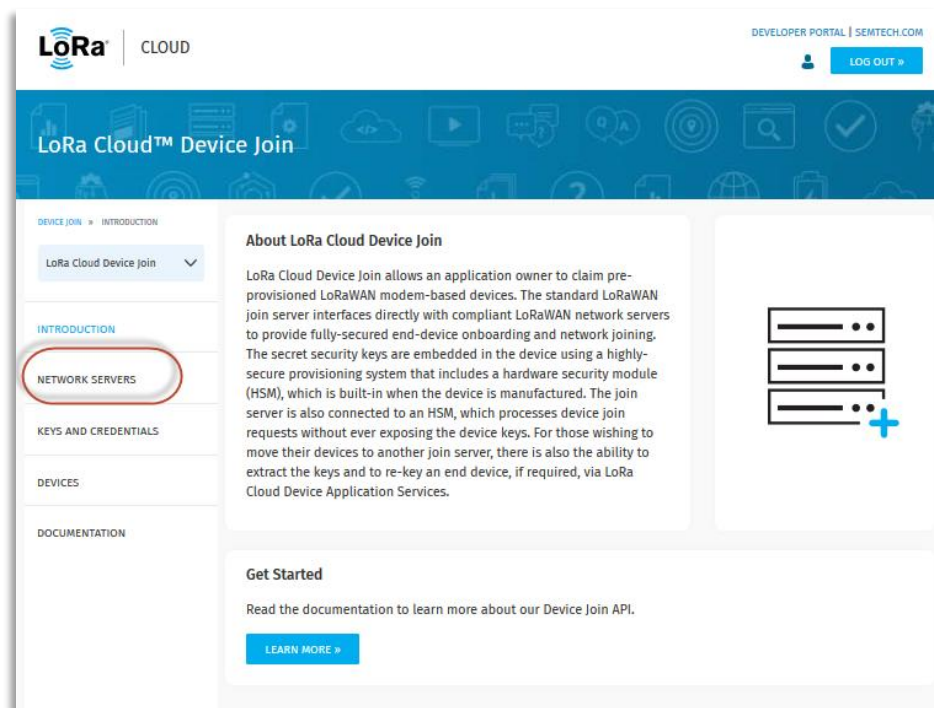 LoRa® CLOUD
DEVELOPER PORTAL | SEMTECH.COM
LOG OUT »
LoRa Cloud™ Device Join
DEVICE JOIN » INTRODUCTION
LoRa Cloud Device Join
INTRODUCTION
NETWORK SERVERS
KEYS AND CREDENTIALS
DEVICES
DOCUMENTATION
About LoRa Cloud Device Join
LoRa Cloud Device Join allows an application owner to claim pre-
provisioned LoRaWAN modem-based devices. The standard LoRaWAN
join server interfaces directly with compliant LoRaWAN network servers
to provide fully-secured end-device onboarding and network joining.
The secret security keys are embedded in the device using a highly-
secure provisioning system that includes a hardware security module
(HSM), which is built-in when the device is manufactured. The join
server is also connected to an HSM, which processes device join
requests without ever exposing the device keys. For those wishing to
move their devices to another join server, there is also the ability to
extract the keys and to re-key an end device, if required, via LoRa
Cloud Device Application Services.
Get Started
Read the documentation to learn more about our Device Join API.
LEARN MORE »